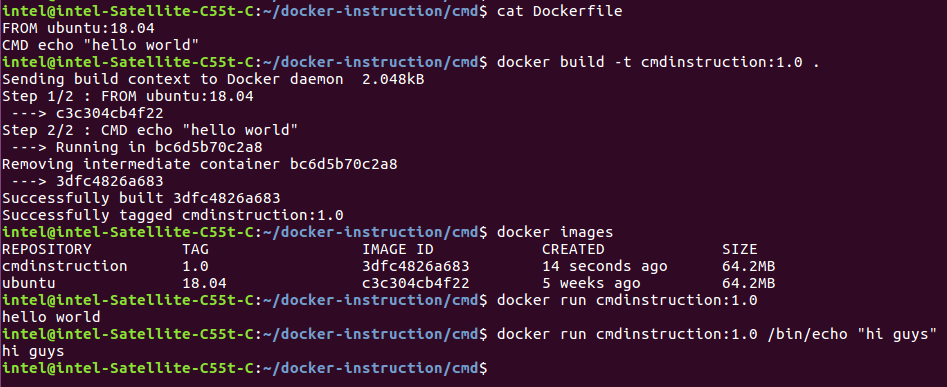 intel@intel-Satellite-C55t-C:~/docker-instruction/cmd$ cat Dockerfile
FROM ubuntu:18.04
CMD echo "hello world"
intel@intel-Satellite-C55t-C:~/docker-instruction/cmd$ docker build -t cmdinstruction:1.0 .
Sending build context to Docker daemon  2.048kB
Step 1/2 : FROM ubuntu:18.04
 ---> c3c304cb4f22
Step 2/2 : CMD echo "hello world"
 ---> Running in bc6d5b70c2a8
Removing intermediate container bc6d5b70c2a8
 ---> 3dfc4826a683
Successfully built 3dfc4826a683
Successfully tagged cmdinstruction:1.0
intel@intel-Satellite-C55t-C:~/docker-instruction/cmd$ docker images
REPOSITORY          TAG                 IMAGE ID            CREATED             SIZE
cmdinstruction      1.0                 3dfc4826a683        14 seconds ago      64.2MB
ubuntu              18.04               c3c304cb4f22        5 weeks ago         64.2MB
intel@intel-Satellite-C55t-C:~/docker-instruction/cmd$ docker run cmdinstruction:1.0
hello world
intel@intel-Satellite-C55t-C:~/docker-instruction/cmd$ docker run cmdinstruction:1.0 /bin/echo "hi guys"
hi guys
intel@intel-Satellite-C55t-C:~/docker-instruction/cmd$